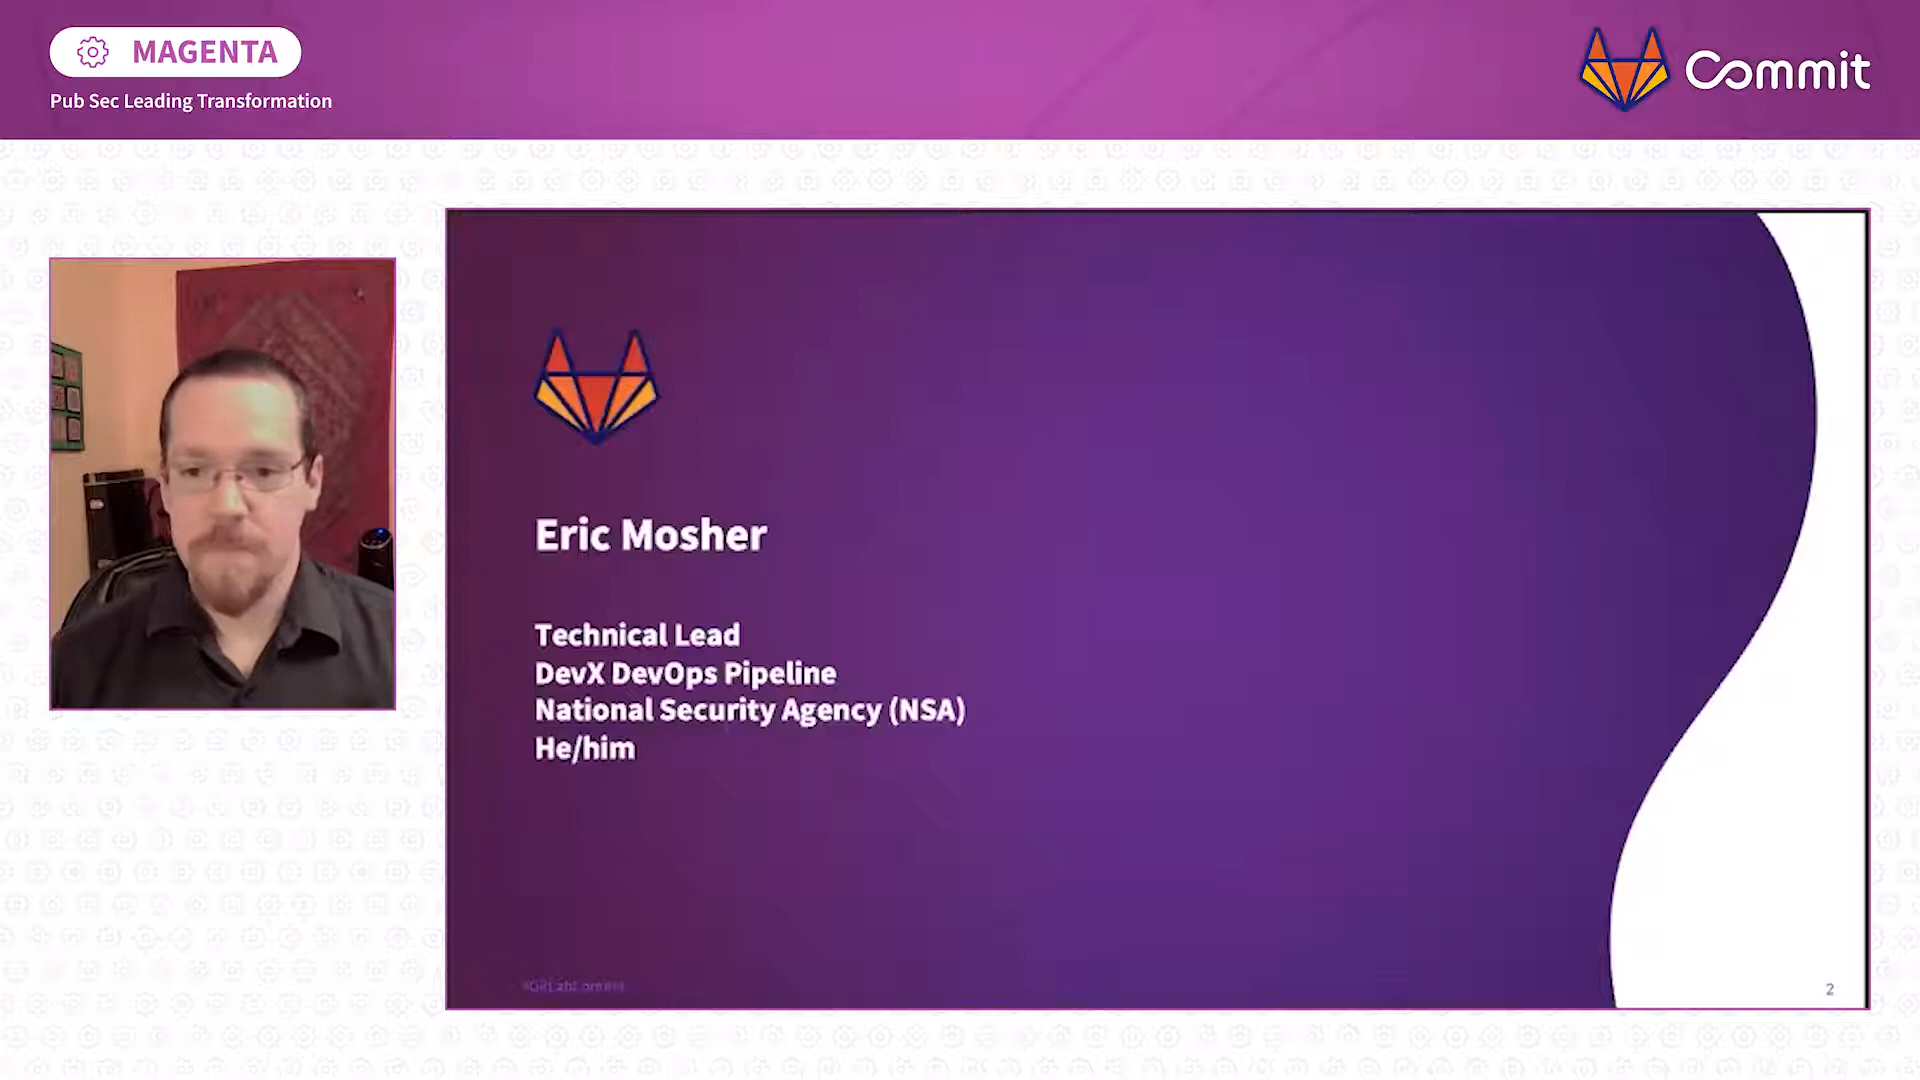 MAGENTA
Pub Sec Leading Transformation
Commit
Eric Mosher
Technical Lead
DevX DevOps Pipeline
National Security Agency (NSA)
He/him
#GitLabCommit
2